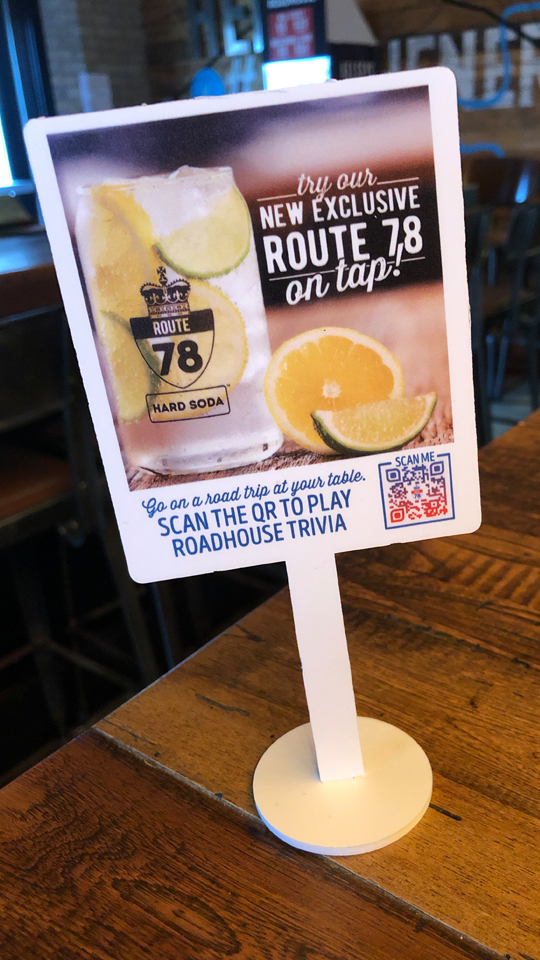 try our
NEW EXCLUSIVE
ROUTE 78
on tap!
ROUTE
78
HARD SODA
Go on a road trip at your table.
SCAN THE QR TO PLAY
ROADHOUSE TRIVIA
SCAN ME